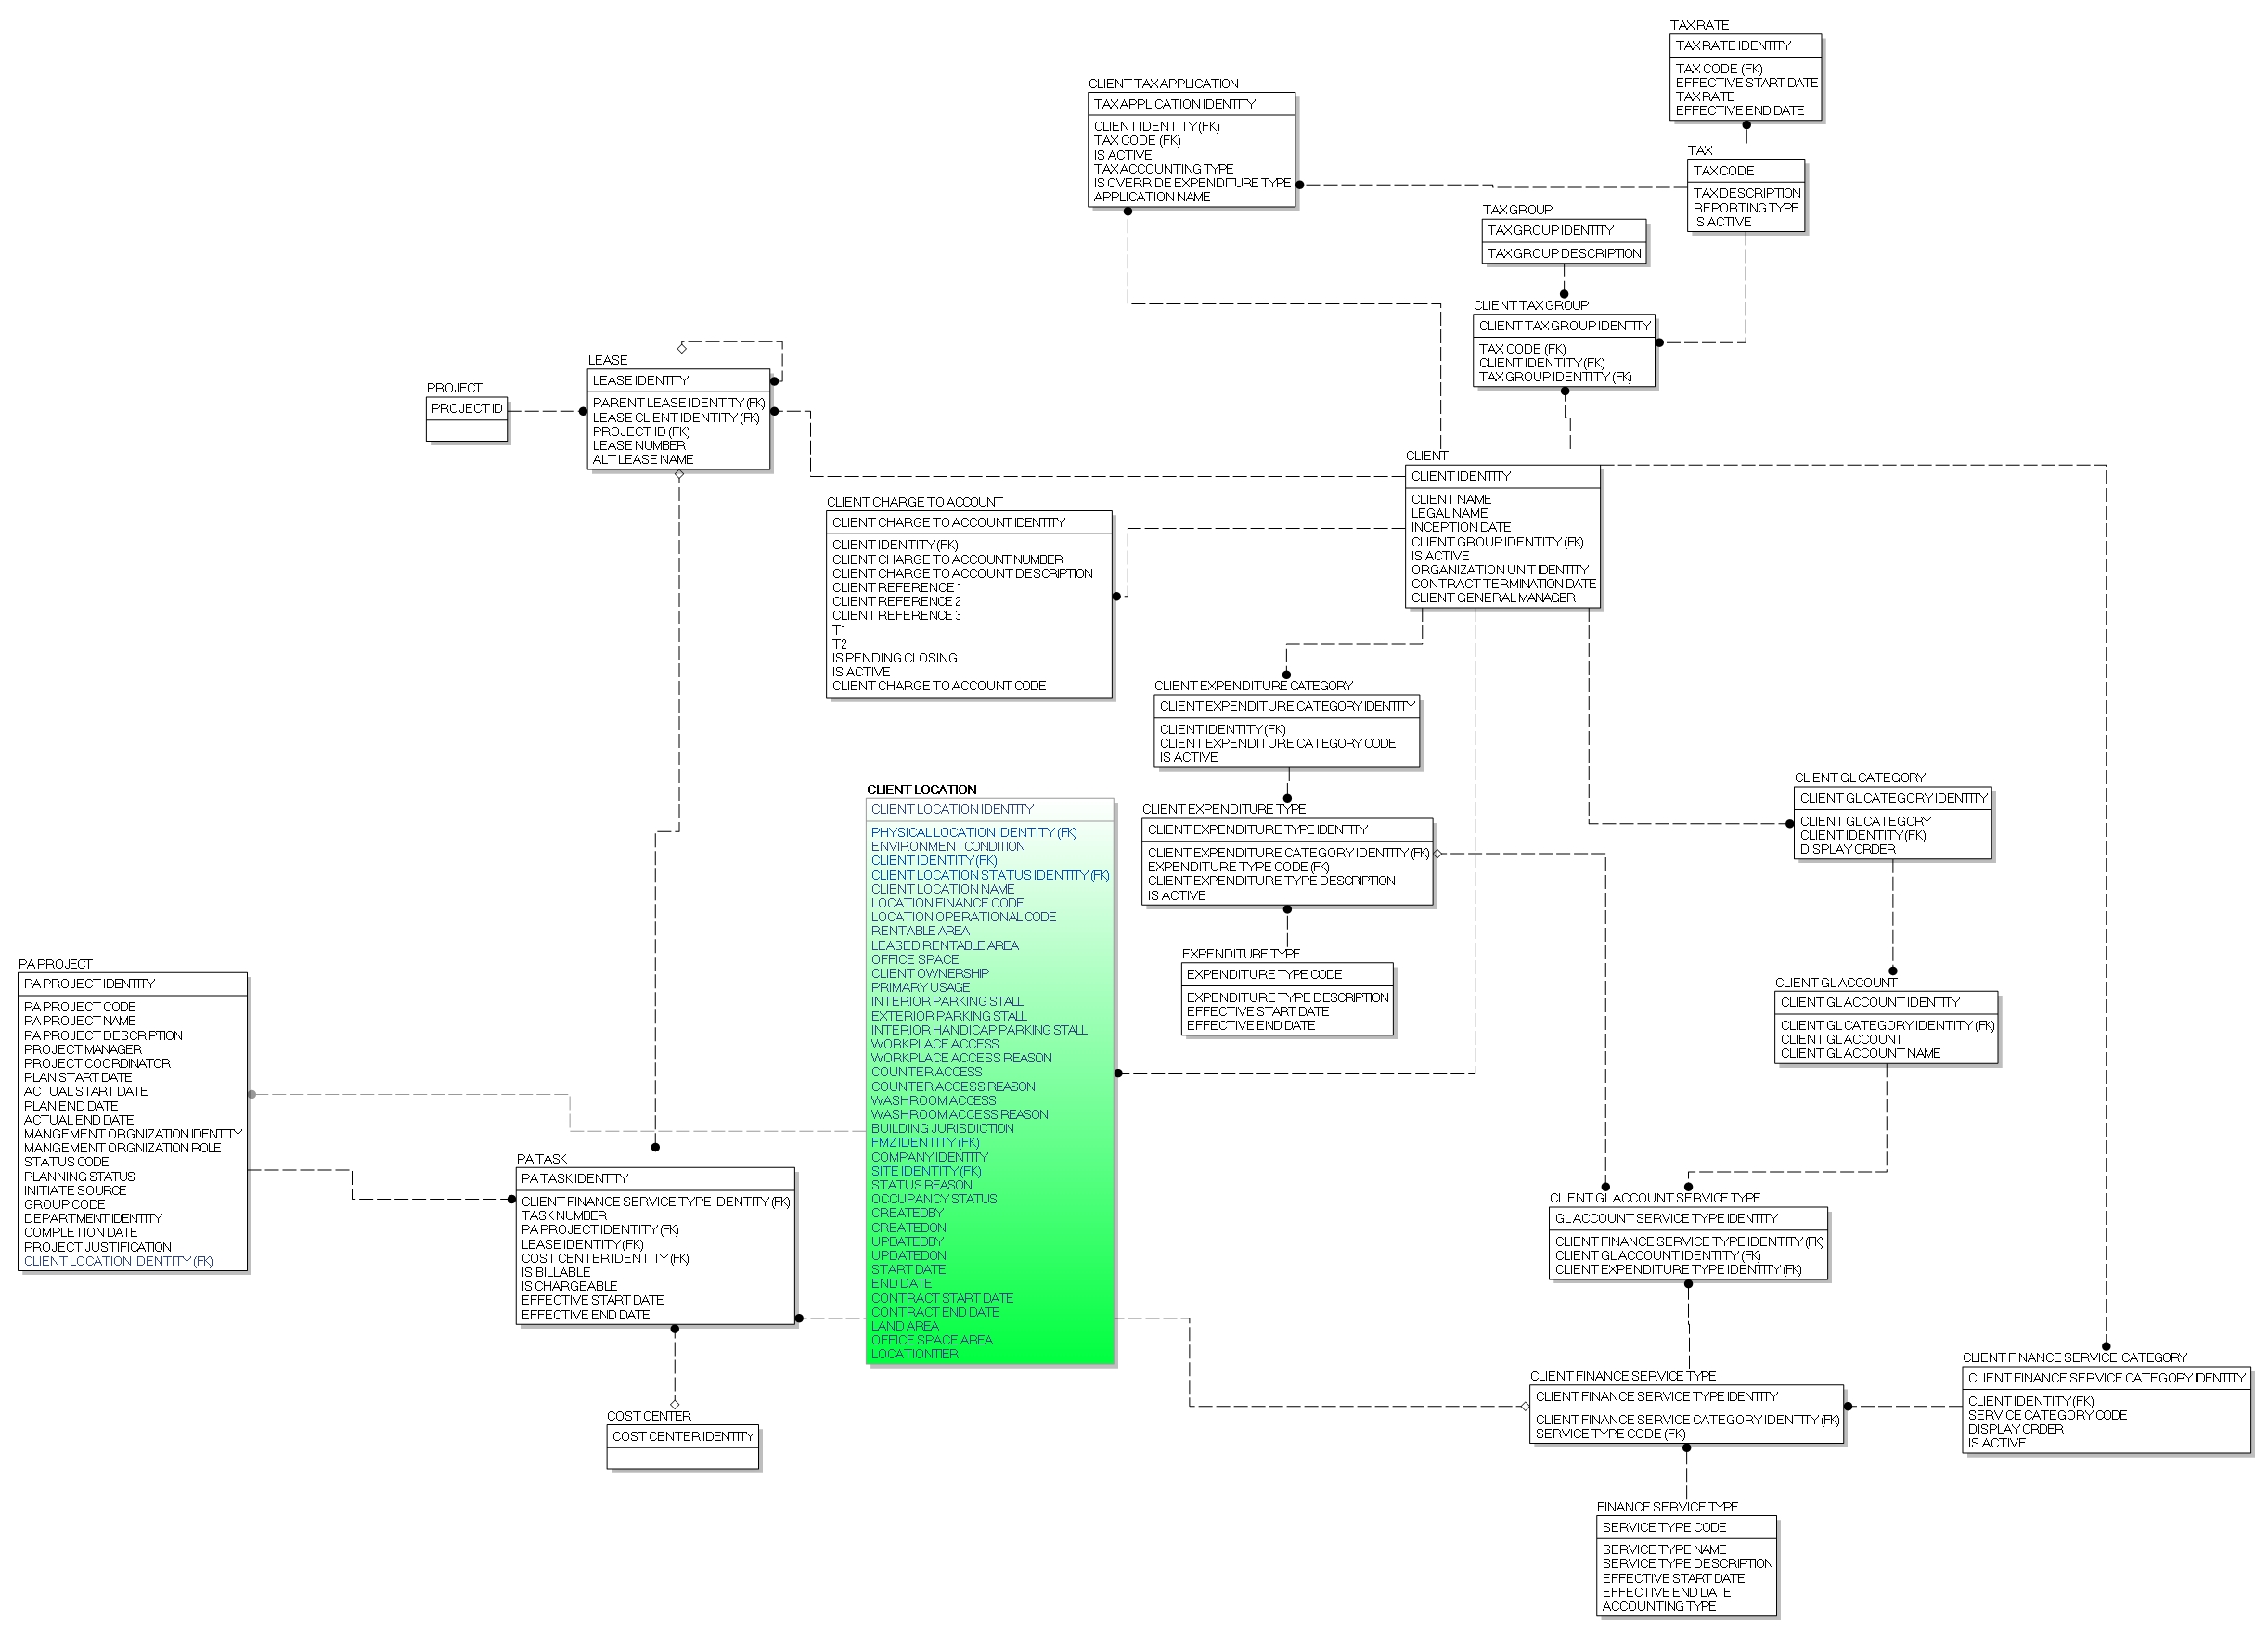 TAX RATE
TAX RATE IDENTITY
TAX CODE (FK)
EFFECTIVE START DATE
TAX RATE
EFFECTIVE END DATE
CLIENT TAX APPLICATION
TAX APPLICATION IDENTITY
CLIENT IDENTITY (FK)
TAX CODE (FK)
IS ACTIVE
TAX ACCOUNTING TYPE
IS OVERRIDE EXPENDITURE TYPE
APPLICATION NAME
TAX
TAX CODE
TAX DESCRIPTION
REPORTING TYPE
IS ACTIVE
TAX GROUP
TAX GROUP IDENTITY
TAX GROUP DESCRIPTION
CLIENT TAX GROUP
CLIENT TAX GROUP IDENTITY
TAX CODE (FK)
CLIENT IDENTITY (FK)
TAX GROUP IDENTITY (FK)
LEASE
LEASE IDENTITY
PARENT LEASE IDENTITY (FK)
LEASE CLIENT IDENTITY (FK)
PROJECT ID (FK)
LEASE NUMBER
ALT LEASE NAME
PROJECT
PROJECT ID
CLIENT
CLIENT IDENTITY
CLIENT NAME
LEGAL NAME
INCEPTION DATE
CLIENT GROUP IDENTITY (FK)
IS ACTIVE
ORGANIZATION UNIT IDENTITY
CONTRACT TERMINATION DATE
CLIENT GENERAL MANAGER
CLIENT CHARGE TO ACCOUNT
CLIENT CHARGE TO ACCOUNT IDENTITY
CLIENT IDENTITY (FK)
CLIENT CHARGE TO ACCOUNT NUMBER
CLIENT CHARGE TO ACCOUNT DESCRIPTION
CLIENT REFERENCE 1
CLIENT REFERENCE 2
CLIENT REFERENCE 3
T1
T2
IS PENDING CLOSING
IS ACTIVE
CLIENT CHARGE TO ACCOUNT CODE
CLIENT EXPENDITURE CATEGORY
CLIENT EXPENDITURE CATEGORY IDENTITY
CLIENT IDENTITY (FK)
CLIENT EXPENDITURE CATEGORY CODE
IS ACTIVE
CLIENT GL CATEGORY
CLIENT GL CATEGORY IDENTITY
CLIENT GL CATEGORY
CLIENT IDENTITY (FK)
DISPLAY ORDER
CLIENT LOCATION
CLIENT LOCATION IDENTITY
PHYSICAL LOCATION IDENTITY (FK)
ENVIRONMENTCONDITION
CLIENT IDENTITY (FK)
CLIENT LOCATION STATUS IDENTITY (FK)
CLIENT LOCATION NAME
LOCATION FINANCE CODE
LOCATION OPERATIONAL CODE
RENTABLE AREA
LEASED RENTABLE AREA
OFFICE SPACE
CLIENT OWNERSHIP
PRIMARY USAGE
INTERIOR PARKING STALL
EXTERIOR PARKING STALL
INTERIOR HANDICAP PARKING STALL
WORKPLACE ACCESS
WORKPLACE ACCESS REASON
COUNTER ACCESS
COUNTER ACCESS REASON
WASHROOM ACCESS
WASHROOM ACCESS REASON
BUILDING JURISDICTION
FMZ IDENTITY (FK)
COMPANY IDENTITY
SITE IDENTITY (FK)
STATUS REASON
OCCUPANCY STATUS
CREATEDBY
CREATEDON
UPDATEDBY
UPDATEDON
START DATE
END DATE
CONTRACT START DATE
CONTRACT END DATE
LAND AREA
OFFICE SPACE AREA
LOCATIONTIER
CLIENT EXPENDITURE TYPE
CLIENT EXPENDITURE TYPE IDENTITY
CLIENT EXPENDITURE CATEGORY IDENTITY (FK)
EXPENDITURE TYPE CODE (FK)
CLIENT EXPENDITURE TYPE DESCRIPTION
IS ACTIVE
EXPENDITURE TYPE
EXPENDITURE TYPE CODE
EXPENDITURE TYPE DESCRIPTION
EFFECTIVE START DATE
EFFECTIVE END DATE
CLIENT GL ACCOUNT
CLIENT GL ACCOUNT IDENTITY
CLIENT GL CATEGORY IDENTITY (FK)
CLIENT GL ACCOUNT
CLIENT GL ACCOUNT NAME
PA PROJECT
PA PROJECT IDENTITY
PA PROJECT CODE
PA PROJECT NAME
PA PROJECT DESCRIPTION
PROJECT MANAGER
PROJECT COORDINATOR
PLAN START DATE
ACTUAL START DATE
PLAN END DATE
ACTUAL END DATE
MANGEMENT ORGNIZATION IDENTITY
MANGEMENT ORGNIZATION ROLE
STATUS CODE
PLANNING STATUS
INITIATE SOURCE
GROUP CODE
DEPARTMENT IDENTITY
COMPLETION DATE
PROJECT JUSTIFICATION
CLIENT LOCATION IDENTITY (FK)
PA TASK
PA TASK IDENTITY
CLIENT FINANCE SERVICE TYPE IDENTITY (FK)
TASK NUMBER
PA PROJECT IDENTITY (FK)
LEASE IDENTITY (FK)
COST CENTER IDENTITY (FK)
IS BILLABLE
IS CHARGEABLE
EFFECTIVE START DATE
EFFECTIVE END DATE
CLIENT GL ACCOUNT SERVICE TYPE
GL ACCOUNT SERVICE TYPE IDENTITY
CLIENT FINANCE SERVICE TYPE IDENTITY (FK)
CLIENT GL ACCOUNT IDENTITY (FK)
CLIENT EXPENDITURE TYPE IDENTITY (FK)
CLIENT FINANCE SERVICE CATEGORY
CLIENT FINANCE SERVICE CATEGORY IDENTITY
CLIENT IDENTITY (FK)
SERVICE CATEGORY CODE
DISPLAY ORDER
IS ACTIVE
CLIENT FINANCE SERVICE TYPE
CLIENT FINANCE SERVICE TYPE IDENTITY
CLIENT FINANCE SERVICE CATEGORY IDENTITY (FK)
SERVICE TYPE CODE (FK)
COST CENTER
COST CENTER IDENTITY
FINANCE SERVICE TYPE
SERVICE TYPE CODE
SERVICE TYPE NAME
SERVICE TYPE DESCRIPTION
EFFECTIVE START DATE
EFFECTIVE END DATE
ACCOUNTING TYPE